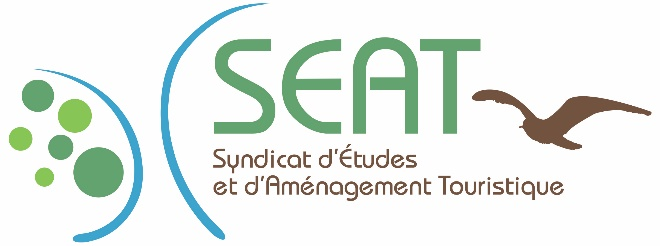 SEAT
Syndicat d'Études
et d'Aménagement Touristique